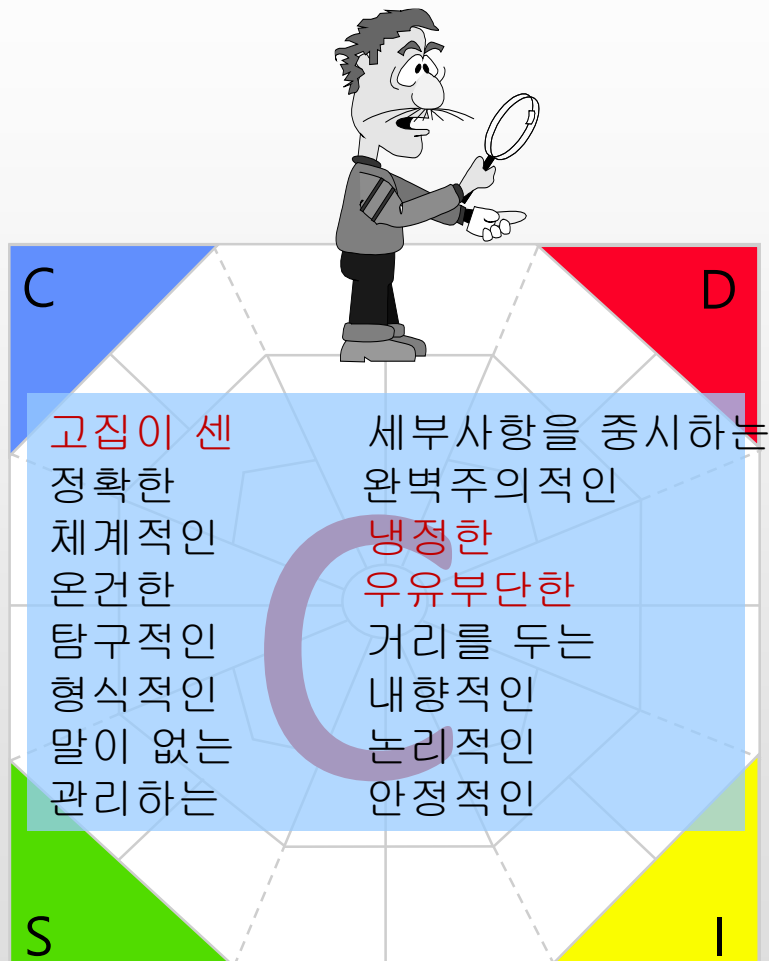 C D
고집이 센 세부사항을 중시하는
정확한 완벽주의적인
체계적인 냉정한
온건한 우유부단한
탐구적인 거리를 두는
형식적인 내향적인
말이 없는 논리적인
관리하는 안정적인
C
S I